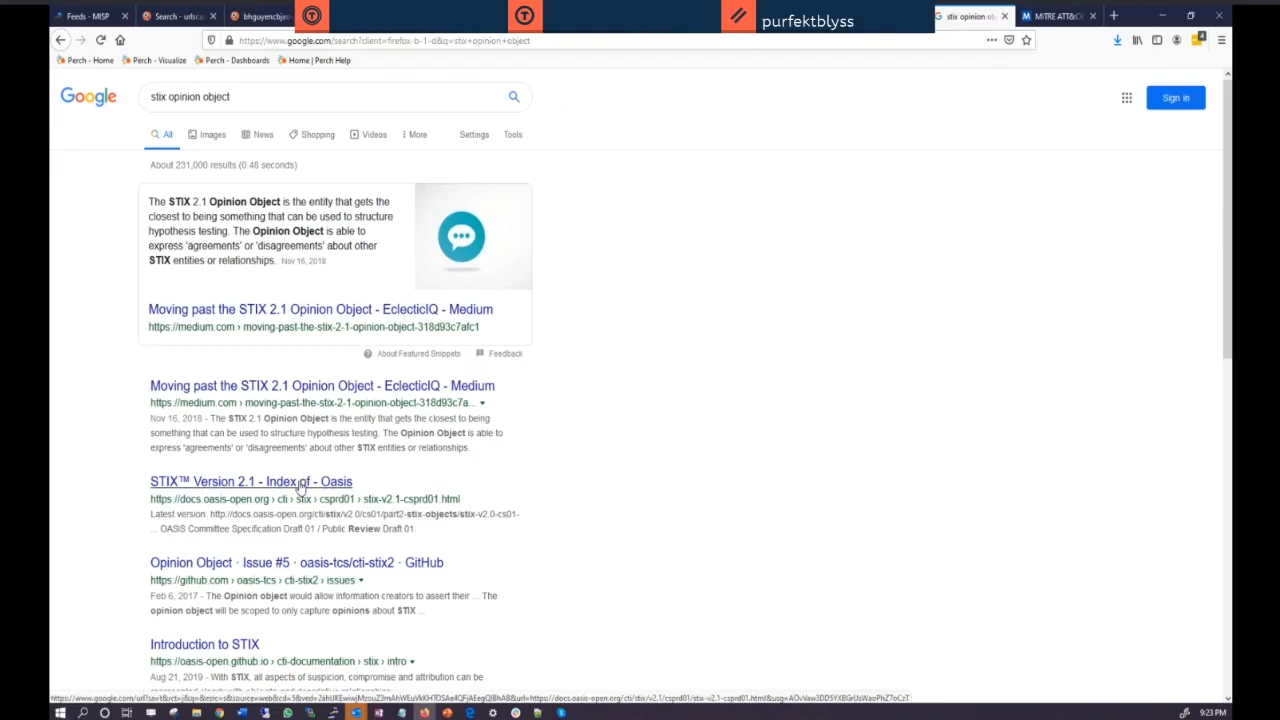 Feeds - MISP
Search - urlsca
bhguyencbjae
purfektblyss
stix opinion ob
MITRE ATT&C
https://www.google.com/search?client=firefox-b-1-d&q=stix+opinion+object
Perch - Home
Perch - Visualize
Perch - Dashboards
Home | Perch Help
Google
stix opinion object
Sign in
All
Images
News
Shopping
Videos
More
Settings
Tools
About 231,000 results (0.48 seconds)
The STIX 2.1 Opinion Object is the entity that gets the
closest to being something that can be used to structure
hypothesis testing. The Opinion Object is able to
express 'agreements' or 'disagreements' about other
STIX entities or relationships. Nov 16, 2018
Moving past the STIX 2.1 Opinion Object - EclecticIQ - Medium
https://medium.com › moving-past-the-stix-2-1-opinion-object-318d93c7afc1
About Featured Snippets
Feedback
Moving past the STIX 2.1 Opinion Object - EclecticIQ - Medium
https://medium.com › moving-past-the-stix-2-1-opinion-object-318d93c7a...
Nov 16, 2018 - The STIX 2.1 Opinion Object is the entity that gets the closest to being
something that can be used to structure hypothesis testing. The Opinion Object is able to
express 'agreements' or 'disagreements' about other STIX entities or relationships.
STIX™ Version 2.1 - Index of - Oasis
https://docs.oasis-open.org › cti › stix › csprd01 › stix-v2.1-csprd01.html
Latest version: http://docs.oasis-open.org/cti/stix/v2.0/cs01/part2-stix-objects/stix-v2.0-cs01-
... OASIS Committee Specification Draft 01 / Public Review Draft 01.
Opinion Object · Issue #5 · oasis-tcs/cti-stix2 · GitHub
https://github.com › oasis-tcs › cti-stix2 › issues
Feb 6, 2017 - The Opinion object would allow information creators to assert their ... The
opinion object will be scoped to only capture opinions about STIX ...
Introduction to STIX
https://oasis-open.github.io › cti-documentation › stix › intro
Aug 21, 2019 - With STIX, all aspects of suspicion, compromise and attribution can be
9:23 PM